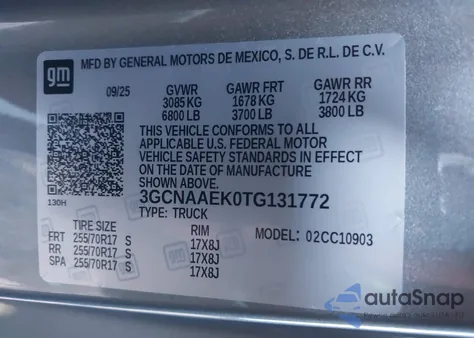 gm
MFD BY GENERAL MOTORS DE MEXICO, S. DE R.L. DE C.V.
09/25 GVWR GAWR FRT GAWR RR
3085 KG 1678 KG 1724 KG
6800 LB 3700 LB 3800 LB
THIS VEHICLE CONFORMS TO ALL
APPLICABLE U.S. FEDERAL MOTOR
VEHICLE SAFETY STANDARDS IN EFFECT
ON THE DATE OF MANUFACTURE
SHOWN ABOVE.
130H
3GCNAAEK0TG131772
TYPE: TRUCK
TIRE SIZE RIM MODEL: 02CC10903
FRT 255/70R17 S 17X8J
RR 255/70R17 S 17X8J
SPA 255/70R17 S 17X8J
autaSnap